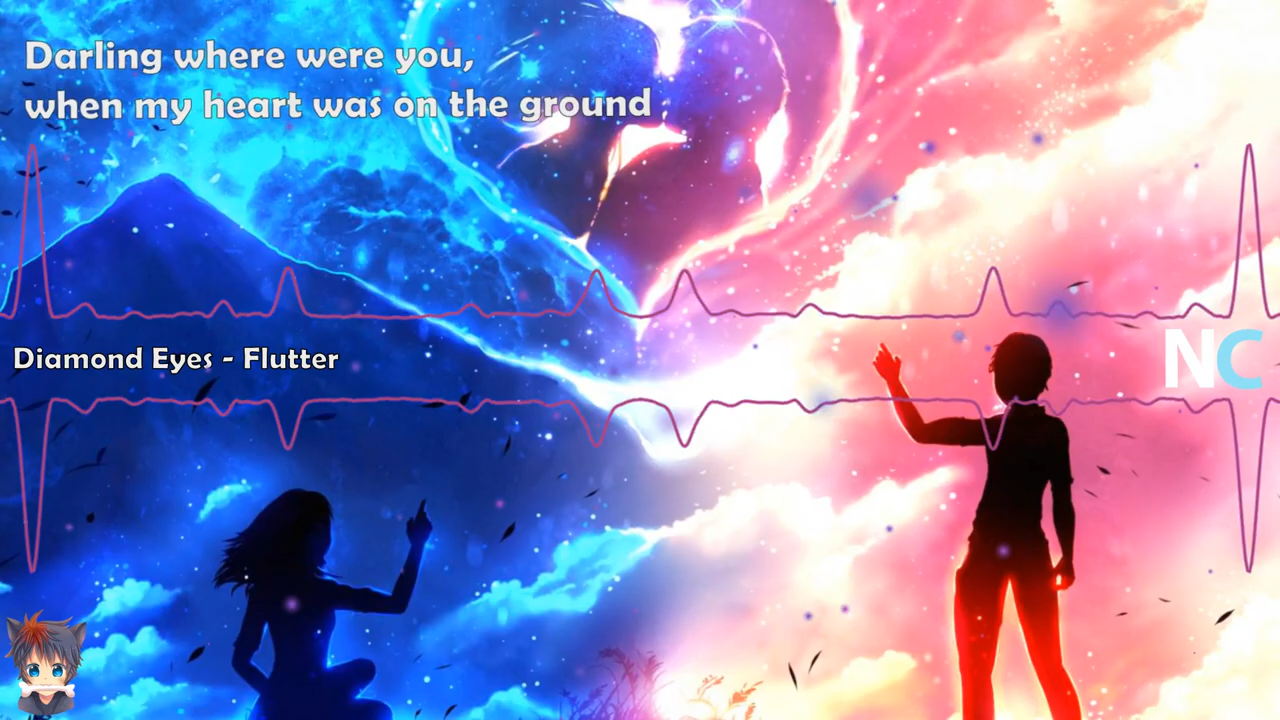 Darling where were you,
when my heart was on the ground
Diamond Eyes - Flutter
NC